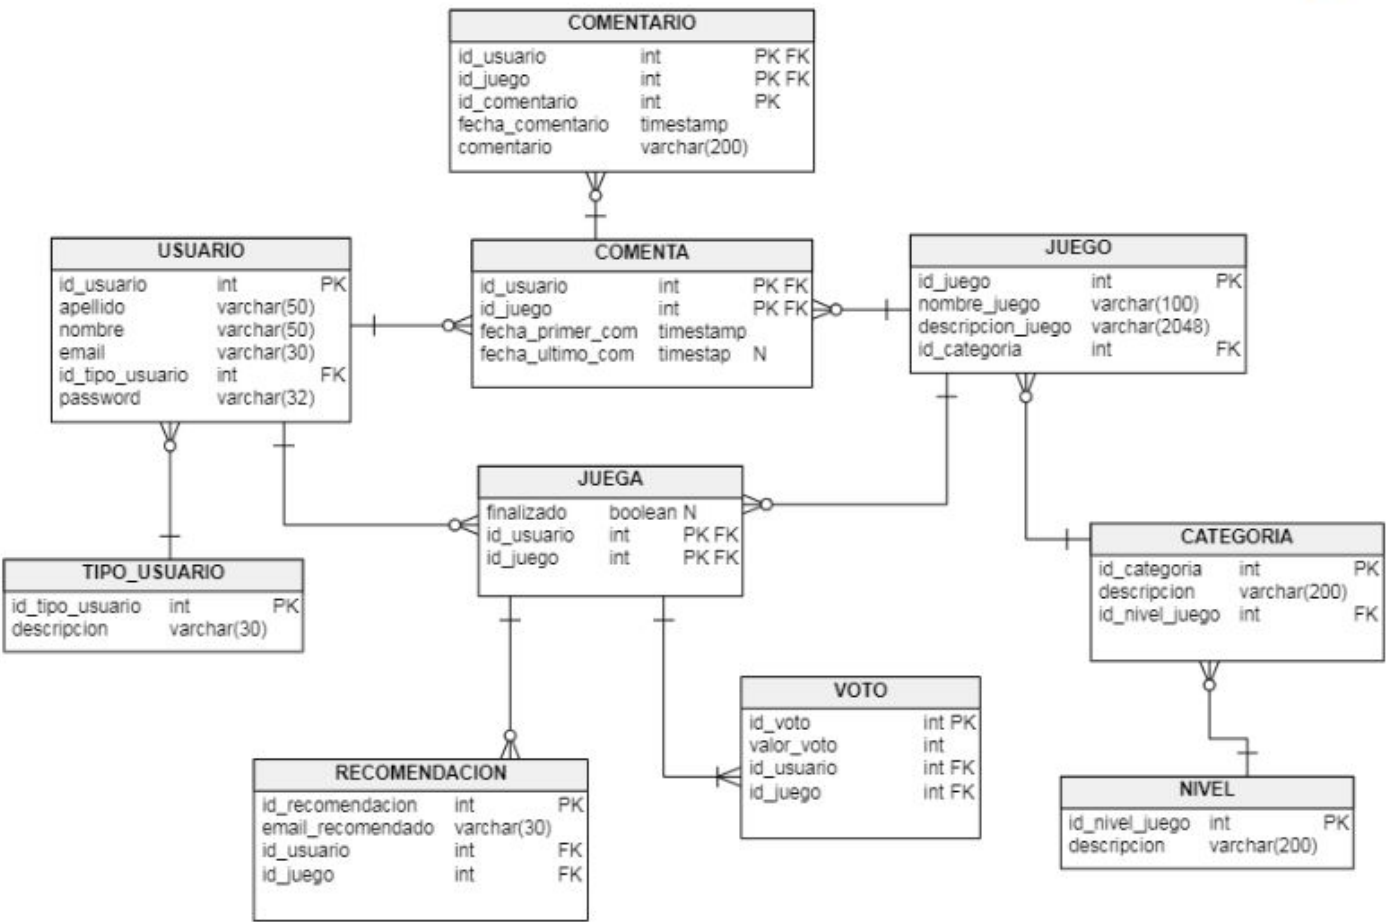 COMENTARIO
id_usuario int PK FK
id_juego int PK FK
id_comentario int PK
fecha_comentario timestamp
comentario varchar(200)
USUARIO
id_usuario int PK
apellido varchar(50)
nombre varchar(50)
email varchar(30)
id_tipo_usuario int FK
password varchar(32)
COMENTA
id_usuario int PK FK
id_juego int PK FK
fecha_primer_com timestamp
fecha_ultimo_com timestap N
JUEGO
id_juego int PK
nombre_juego varchar(100)
descripcion_juego varchar(2048)
id_categoria int FK
JUEGA
finalizado boolean N
id_usuario int PK FK
id_juego int PK FK
TIPO_USUARIO
id_tipo_usuario int PK
descripcion varchar(30)
CATEGORIA
id_categoria int PK
descripcion varchar(200)
id_nivel_juego int FK
VOTO
id_voto int PK
valor_voto int
id_usuario int FK
id_juego int FK
RECOMENDACION
id_recomendacion int PK
email_recomendado varchar(30)
id_usuario int FK
id_juego int FK
NIVEL
id_nivel_juego int PK
descripcion varchar(200)